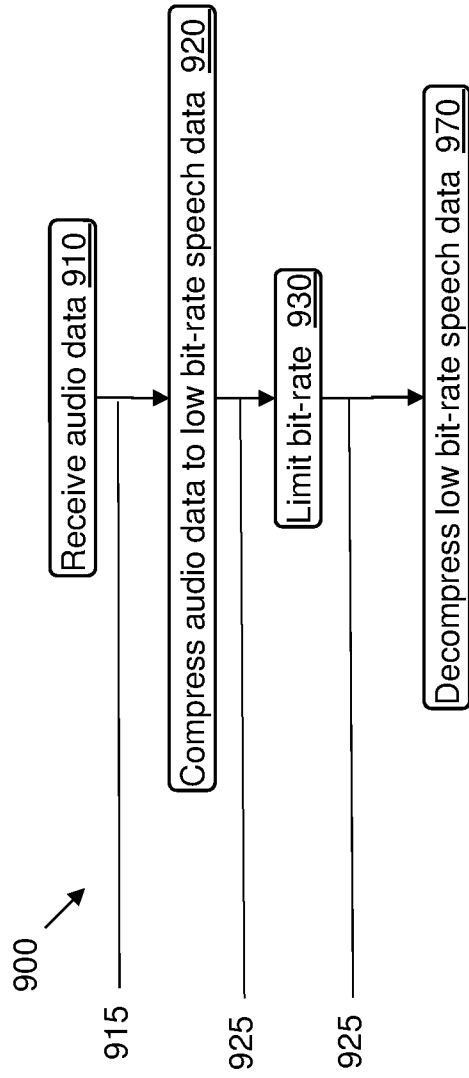 900
Receive audio data 910
915
Compress audio data to low bit-rate speech data 920
925
Limit bit-rate 930
925
Decompress low bit-rate speech data 970